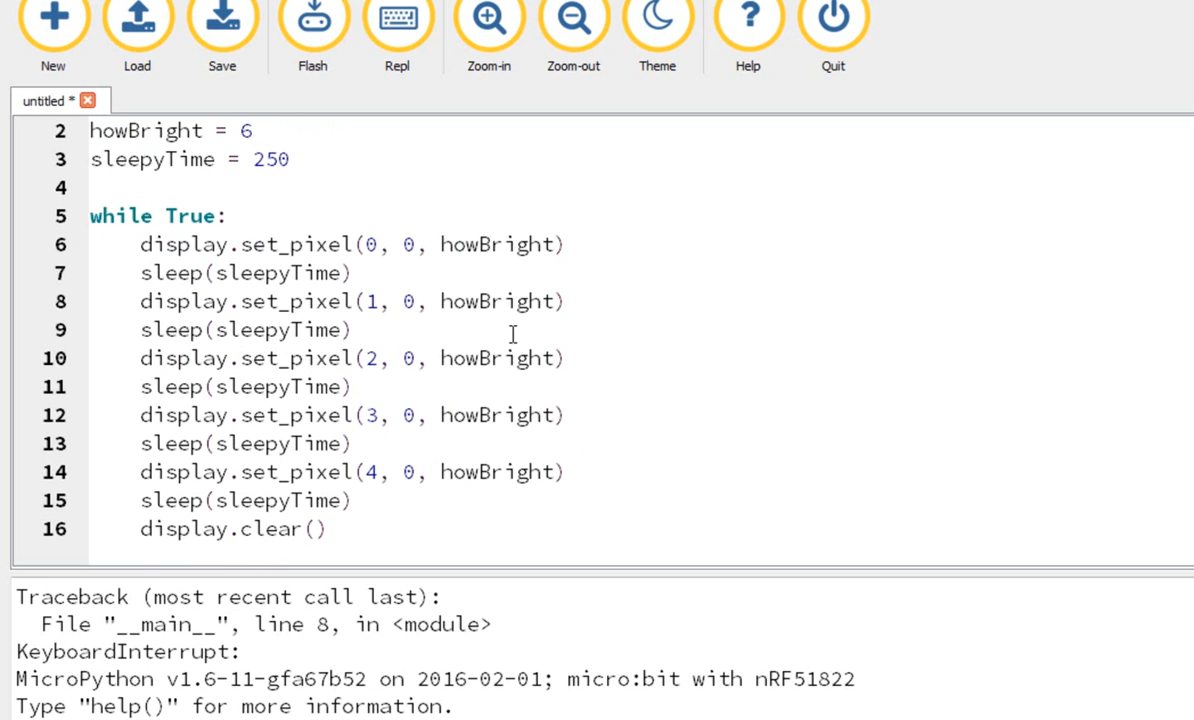 New Load Save Flash Repl Zoom-in Zoom-out Theme Help Quit
untitled *
2 howBright = 6
3 sleepyTime = 250
4
5 while True:
6     display.set_pixel(0, 0, howBright)
7     sleep(sleepyTime)
8     display.set_pixel(1, 0, howBright)
9     sleep(sleepyTime)
10     display.set_pixel(2, 0, howBright)
11     sleep(sleepyTime)
12     display.set_pixel(3, 0, howBright)
13     sleep(sleepyTime)
14     display.set_pixel(4, 0, howBright)
15     sleep(sleepyTime)
16     display.clear()
Traceback (most recent call last):
  File "__main__", line 8, in <module>
KeyboardInterrupt:
MicroPython v1.6-11-gfa67b52 on 2016-02-01; micro:bit with nRF51822
Type "help()" for more information.